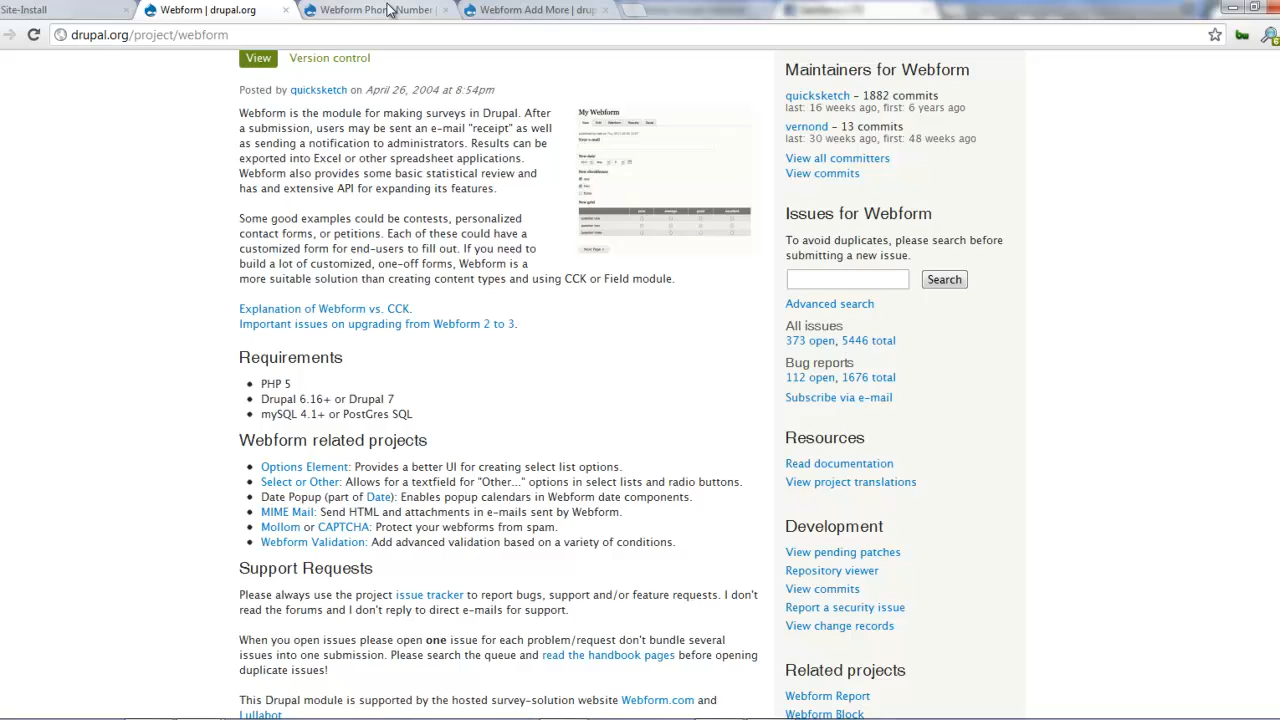 Site-Install
Webform | drupal.org
Webform Phone Number |
Webform Add More | drup
drupal.org/project/webform
View
Version control
Posted by quicksketch on April 26, 2004 at 8:54pm
Webform is the module for making surveys in Drupal. After
a submission, users may be sent an e-mail "receipt" as well
as sending a notification to administrators. Results can be
exported into Excel or other spreadsheet applications.
Webform also provides some basic statistical review and
has and extensive API for expanding its features.
My Webform
Some good examples could be contests, personalized
contact forms, or petitions. Each of these could have a
customized form for end-users to fill out. If you need to
build a lot of customized, one-off forms, Webform is a
more suitable solution than creating content types and using CCK or Field module.
Explanation of Webform vs. CCK.
Important issues on upgrading from Webform 2 to 3.
Requirements
PHP 5
Drupal 6.16+ or Drupal 7
mySQL 4.1+ or PostGres SQL
Webform related projects
Options Element: Provides a better UI for creating select list options.
Select or Other: Allows for a textfield for "Other..." options in select lists and radio buttons.
Date Popup (part of Date): Enables popup calendars in Webform date components.
MIME Mail: Send HTML and attachments in e-mails sent by Webform.
Mollom or CAPTCHA: Protect your webforms from spam.
Webform Validation: Add advanced validation based on a variety of conditions.
Support Requests
Please always use the project issue tracker to report bugs, support and/or feature requests. I don't
read the forums and I don't reply to direct e-mails for support.
When you open issues please open one issue for each problem/request don't bundle several
issues into one submission. Please search the queue and read the handbook pages before opening
duplicate issues!
This Drupal module is supported by the hosted survey-solution website Webform.com and
Lullabot
Maintainers for Webform
quicksketch – 1882 commits
last: 16 weeks ago, first: 6 years ago
vernond – 13 commits
last: 30 weeks ago, first: 48 weeks ago
View all committers
View commits
Issues for Webform
To avoid duplicates, please search before
submitting a new issue.
Search
Advanced search
All issues
373 open, 5446 total
Bug reports
112 open, 1676 total
Subscribe via e-mail
Resources
Read documentation
View project translations
Development
View pending patches
Repository viewer
View commits
Report a security issue
View change records
Related projects
Webform Report
Webform Block